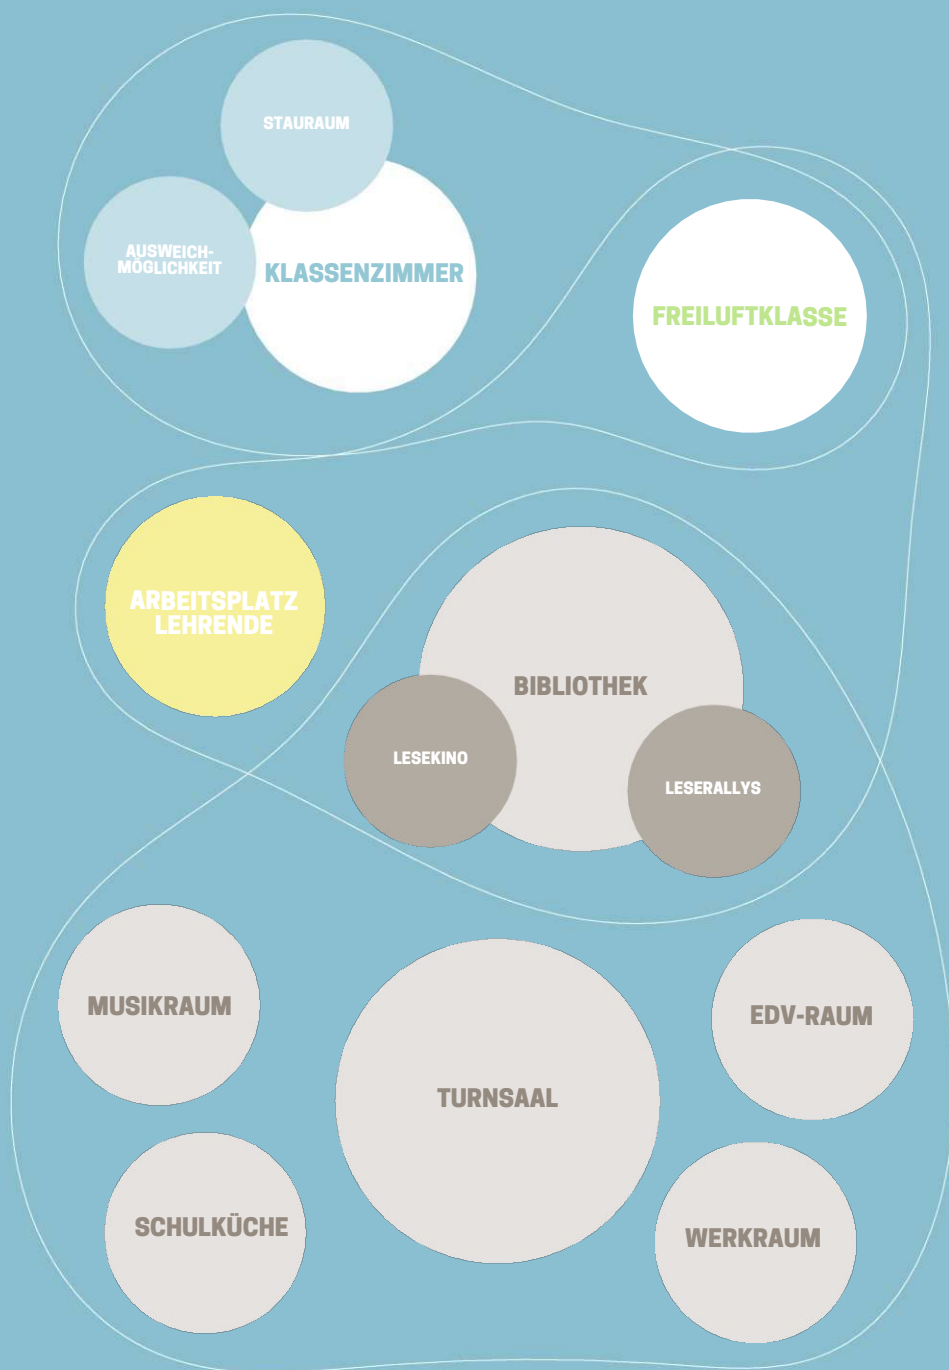 STAURAUM
AUSWEICH-
MÖGLICHKEIT
KLASSENZIMMER
FREILUFTKLASSE
ARBEITSPLATZ
LEHRENDE
BIBLIOTHEK
LESEKINO
LESERALLYS
MUSIKRAUM
EDV-RAUM
TURNSAAL
SCHULKÜCHE
WERKRAUM